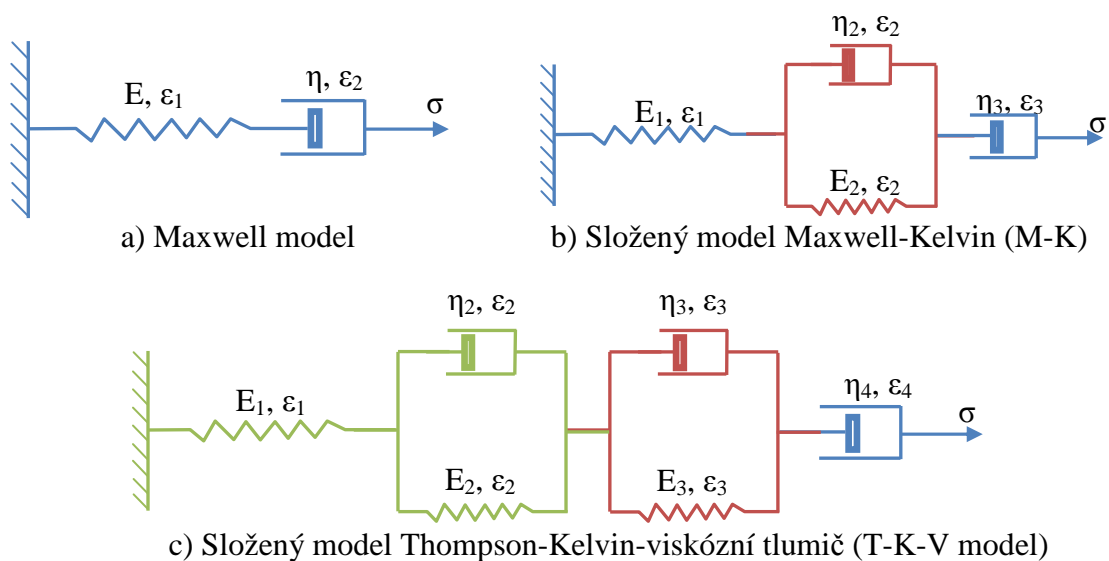 E, ε₁
η, ε₂
σ
a) Maxwell model
η₂, ε₂
E₁, ε₁
η₃, ε₃
σ
E₂, ε₂
b) Složený model Maxwell-Kelvin (M-K)
η₂, ε₂
η₃, ε₃
E₁, ε₁
η₄, ε₄
σ
E₂, ε₂
E₃, ε₃
c) Složený model Thompson-Kelvin-viskózní tlumič (T-K-V model)